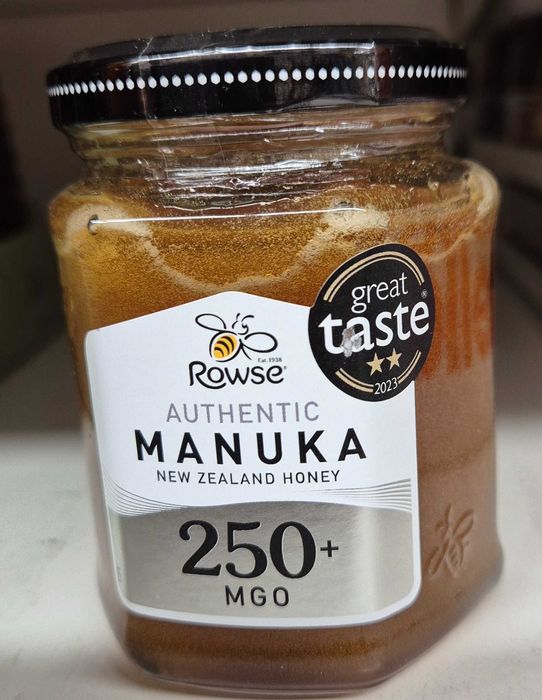 great
taste®
2023
Est. 1938
Rowse®
AUTHENTIC
MANUKA
NEW ZEALAND HONEY
250+
MGO